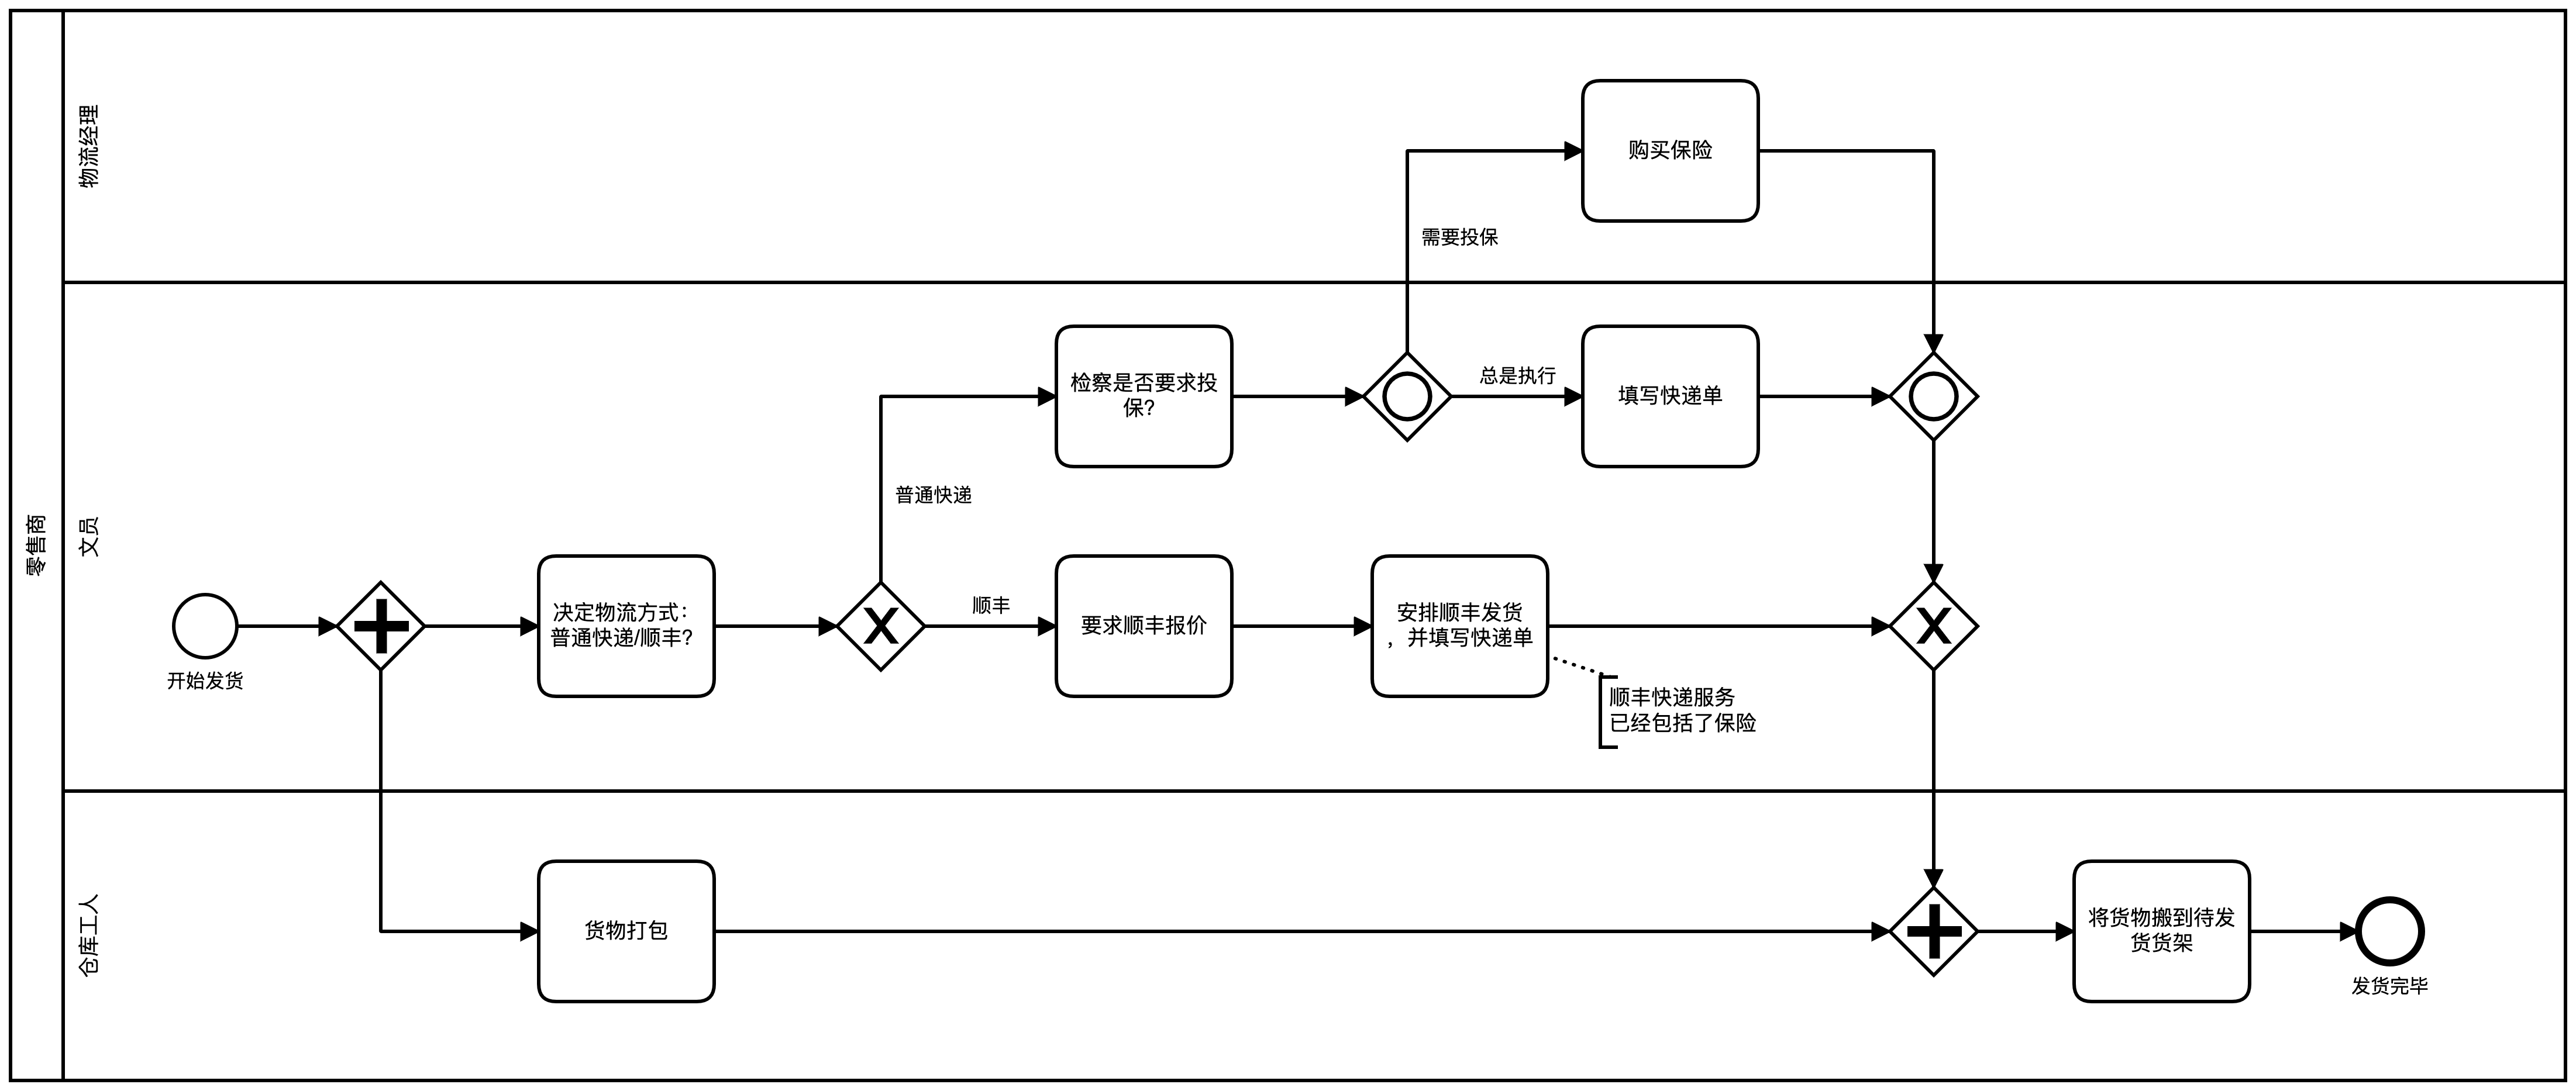 零售商
物流经理
购买保险
需要投保
文员
检察是否要求投
保?
总是执行
填写快递单
普通快递
开始发货
决定物流方式:
普通快递/顺丰?
顺丰
要求顺丰报价
安排顺丰发货
，并填写快递单
顺丰快递服务
已经包括了保险
仓库工人
货物打包
将货物搬到待发
货货架
发货完毕